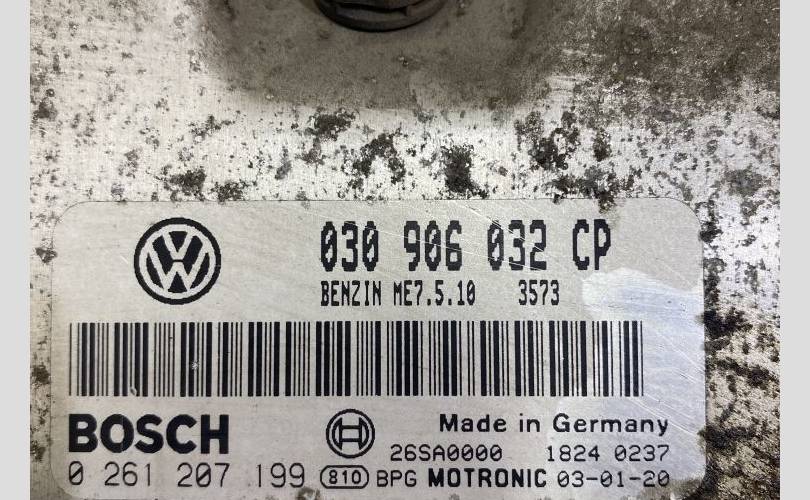 030 906 032 CP
BENZIN ME7.5.10 3573
BOSCH
Made in Germany
26SA0000 1824 0237
0 261 207 199 810 BPG MOTRONIC 03-01-20